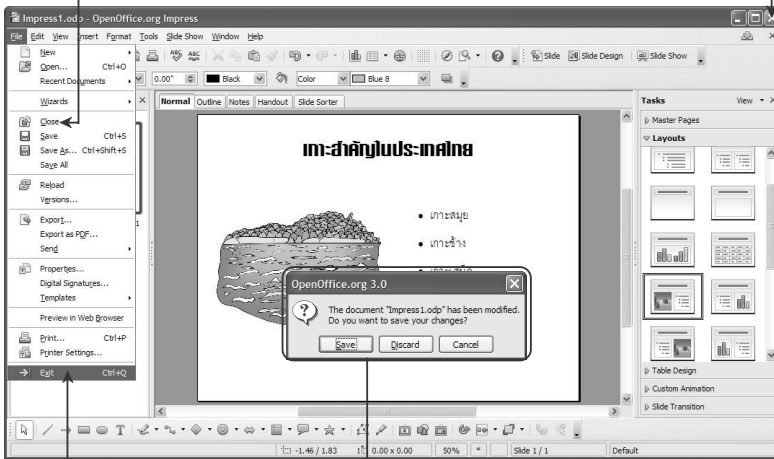 Impress1.odp - OpenOffice.org Impress
File Edit View Insert Format Tools Slide Show Window Help
New
Open... Ctrl+O
Recent Documents
Wizards
Close
Save Ctrl+S
Save As... Ctrl+Shift+S
Save All
Reload
Versions...
Export...
Export as PDF...
Send
Properties...
Digital Signatures...
Templates
Preview in Web Browser
Print... Ctrl+P
Printer Settings...
Exit Ctrl+Q
Slide Slide Design Slide Show
0.00" Black Color Blue 8
Normal Outline Notes Handout Slide Sorter
เกาะสำคัญในประเทศไทย
• เกาะสมุย
• เกาะช้าง
OpenOffice.org 3.0
The document "Impress1.odp" has been modified.
Do you want to save your changes?
Save Discard Cancel
Tasks View
Master Pages
Layouts
Table Design
Custom Animation
Slide Transition
-1.46 / 1.83 0.00 x 0.00 50% * Slide 1 / 1 Default